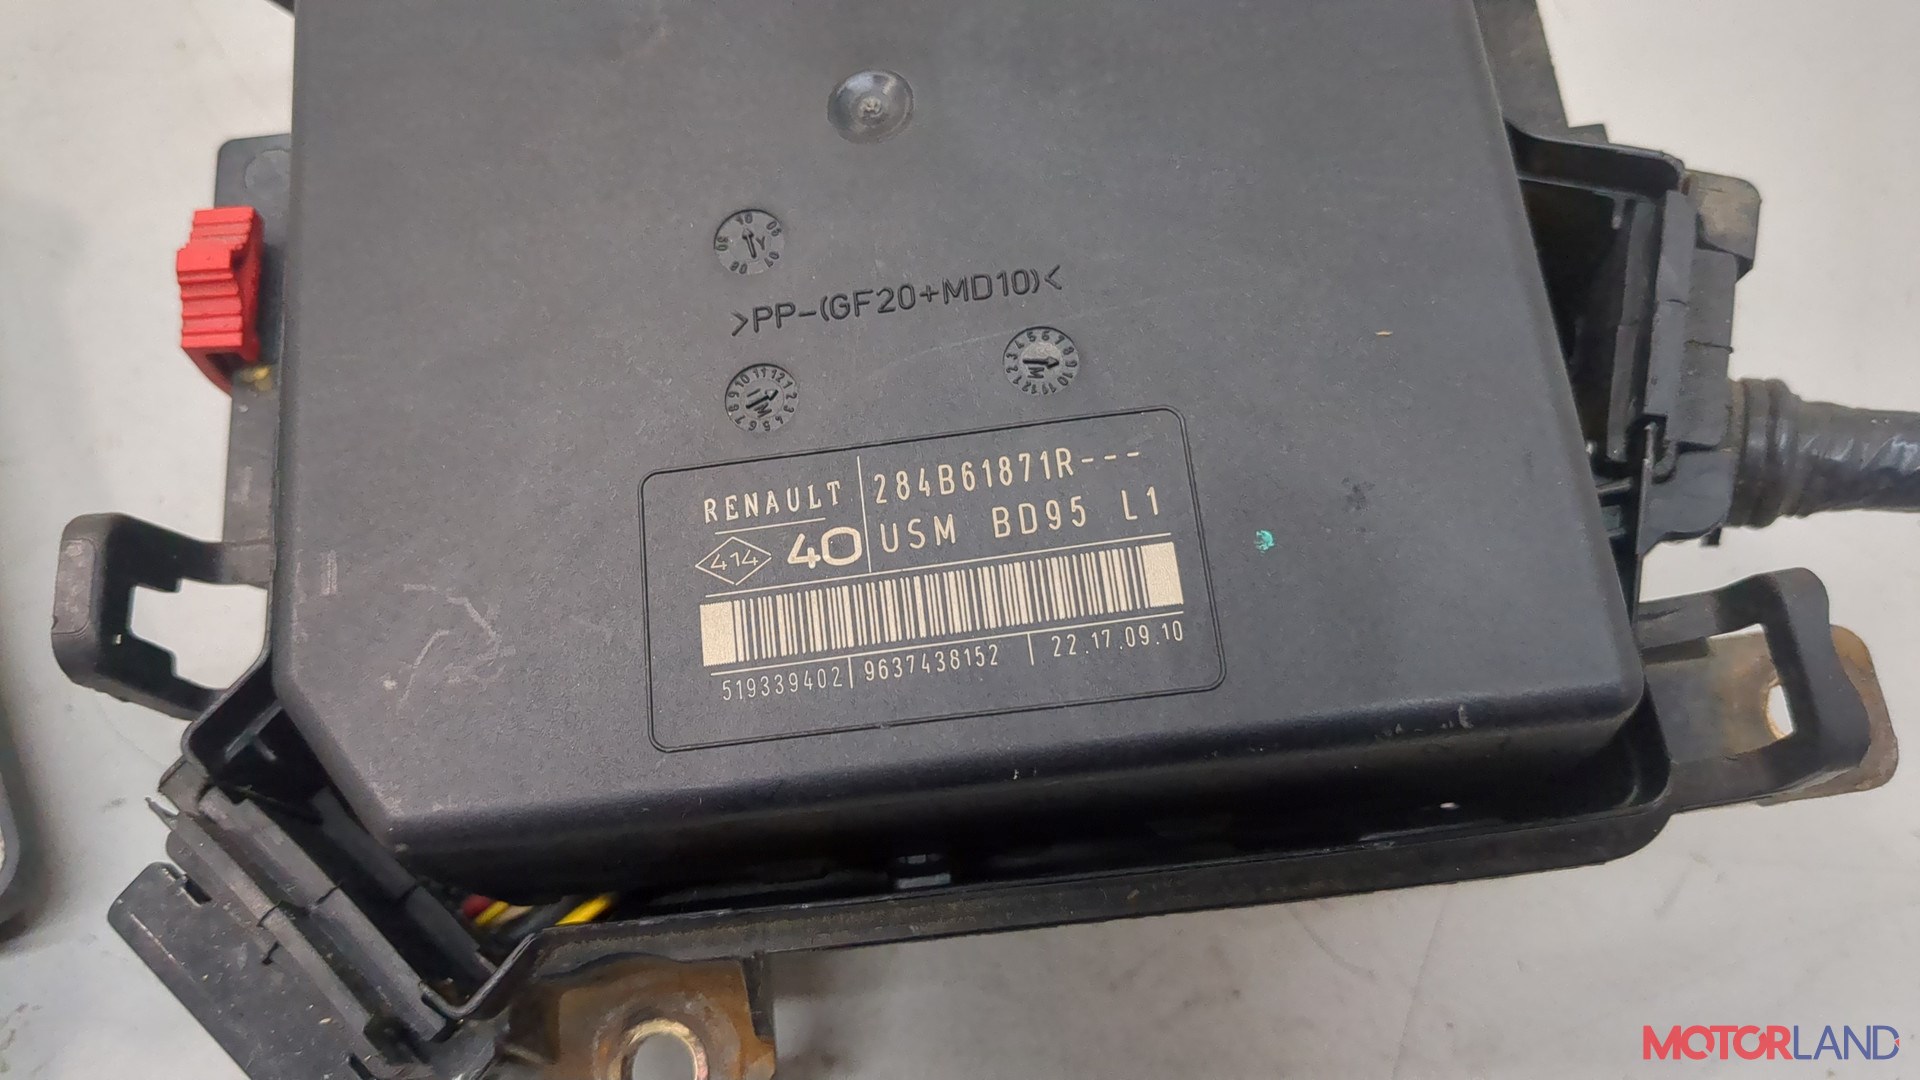 >PP-(GF20+MD10)<
RENAULT 284B61871R---
414 40 USM BD95 L1
519339402 9637438152 22.17.09.10
MOTORLAND